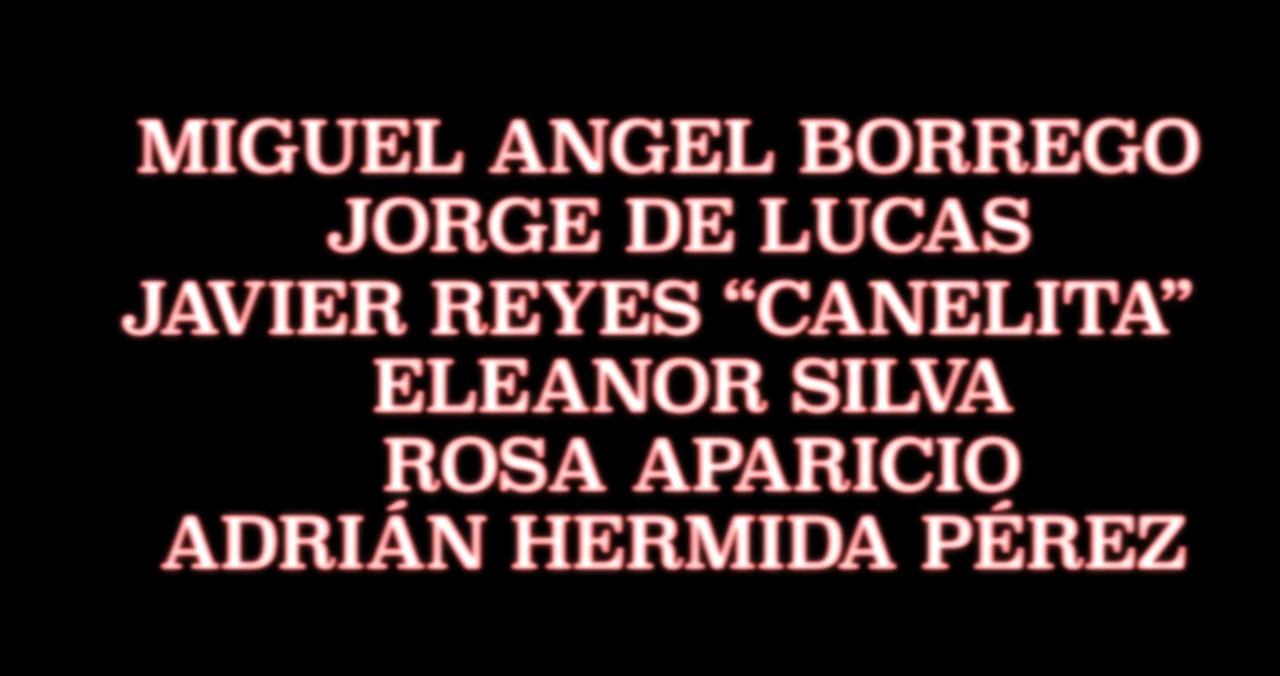 MIGUEL ANGEL BORREGO
JORGE DE LUCAS
JAVIER REYES “CANELITA”
ELEANOR SILVA
ROSA APARICIO
ADRIÁN HERMIDA PÉREZ